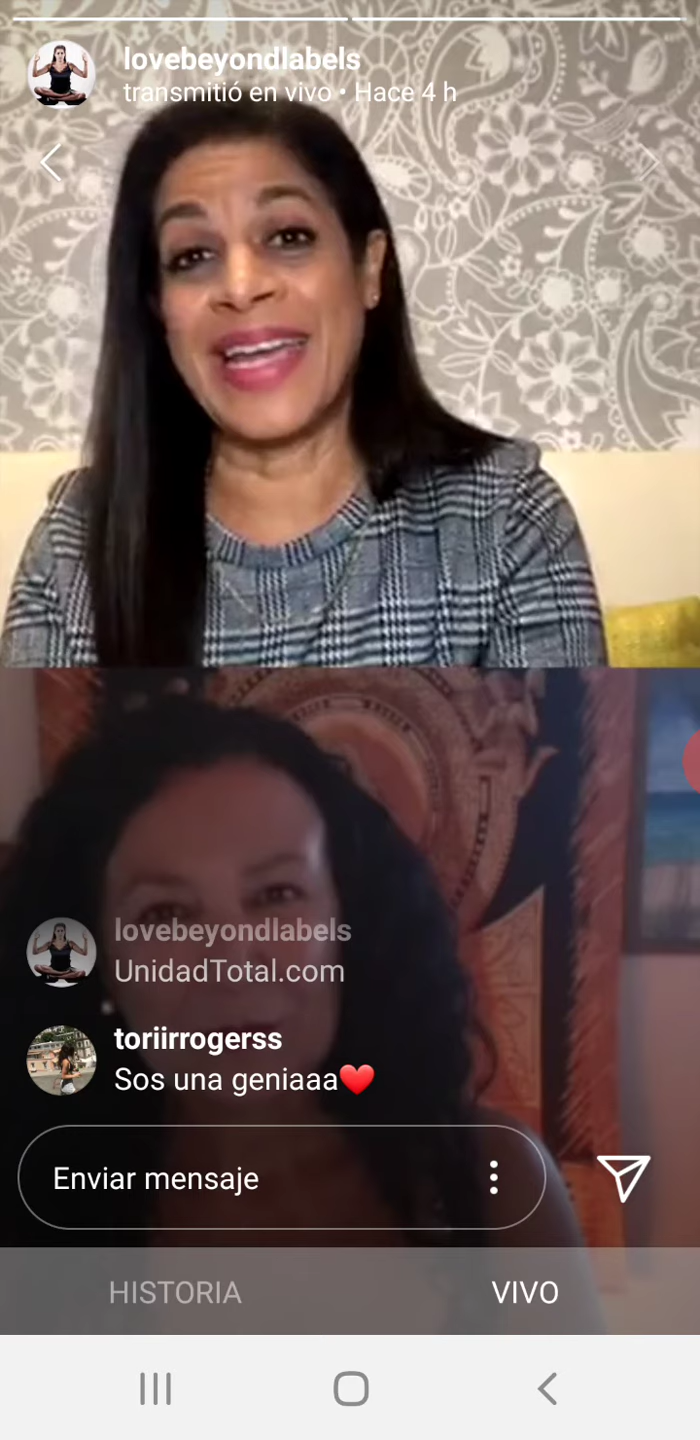 lovebeyondlabels
transmitió en vivo • Hace 4 h
lovebeyondlabels
UnidadTotal.com
toriirrogerss
Sos una geniaaa❤️
Enviar mensaje
HISTORIA
VIVO